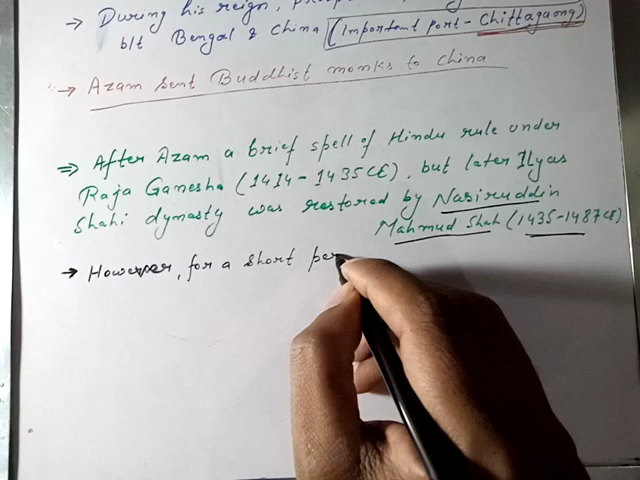 → During his reign,
b/t Bengal & China (Important port - Chittagaong)
→ Azam sent Buddhist monks to China
⇒ After Azam a brief spell of Hindu rule under
Raja Ganesha (1414 - 1435 CE), but later Ilyas
Shahi dynasty was restored by Nasiruddin
Mahmud Shah (1435 - 1487 CE)
→ However, for a short per